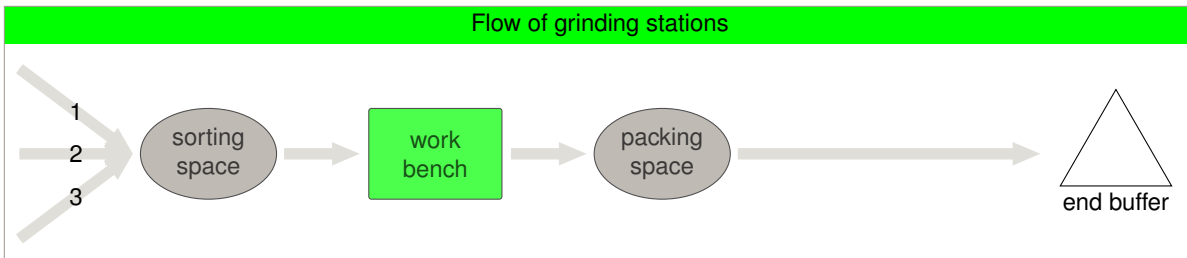 Flow of grinding stations
1
2
3
sorting
space
work
bench
packing
space
end buffer